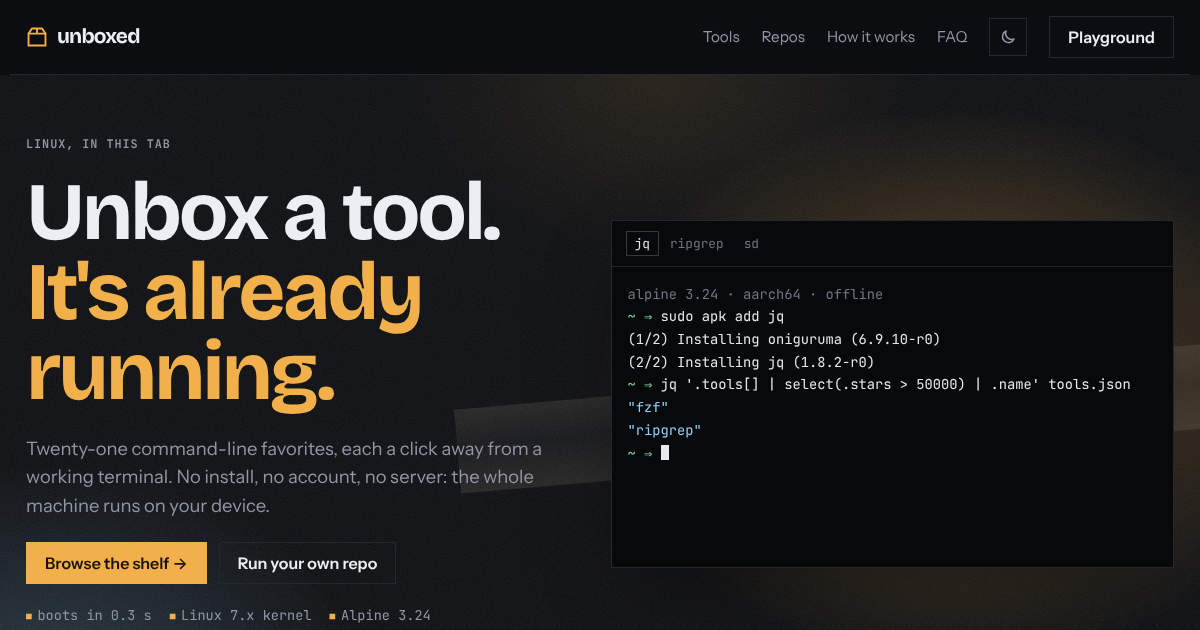 unboxed
Tools Repos How it works FAQ Playground
LINUX, IN THIS TAB
Unbox a tool.
It's already
running.
Twenty-one command-line favorites, each a click away from a
working terminal. No install, no account, no server: the whole
machine runs on your device.
Browse the shelf → Run your own repo
boots in 0.3 s Linux 7.x kernel Alpine 3.24
jq ripgrep sd
alpine 3.24 · aarch64 · offline
~ ⇒ sudo apk add jq
(1/2) Installing oniguruma (6.9.10-r0)
(2/2) Installing jq (1.8.2-r0)
~ ⇒ jq '.tools[] | select(.stars > 50000) | .name' tools.json
"fzf"
"ripgrep"
~ ⇒